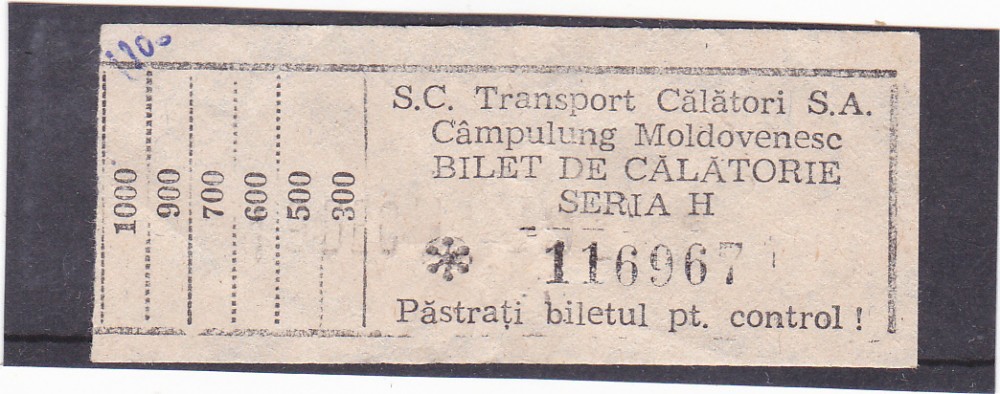 1200
1000
900
700
600
500
300
S.C. Transport Călători S.A.
Câmpulung Moldovenesc
BILET DE CĂLĂTORIE
SERIA H
116967
Păstrați biletul pt. control !